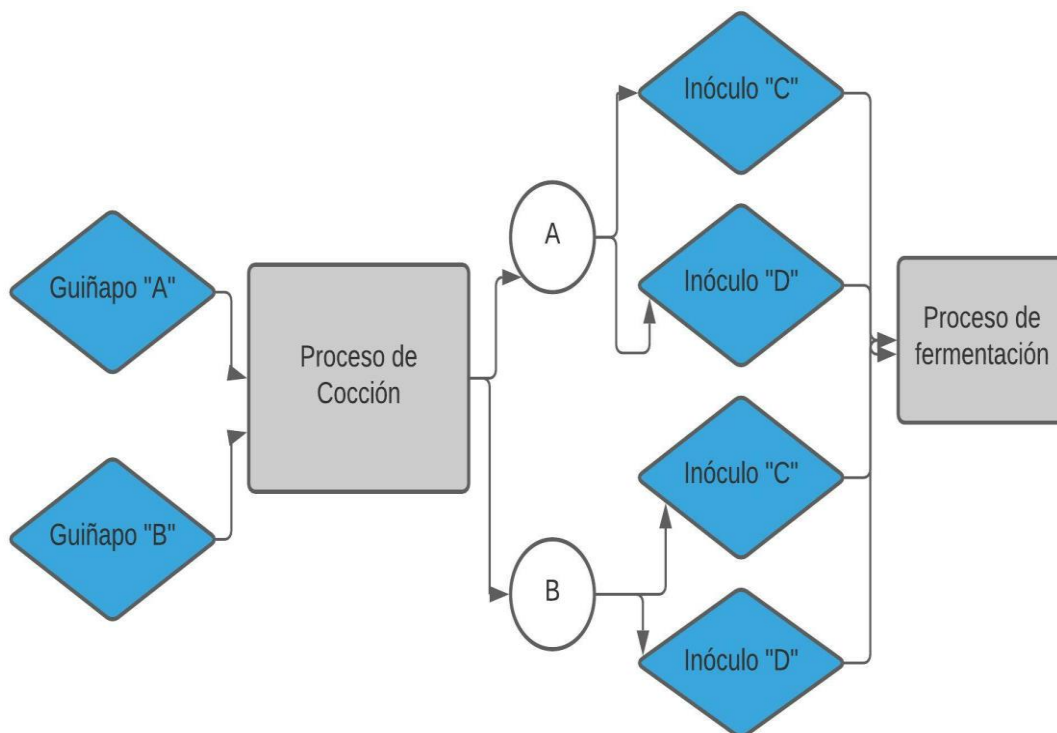 Guiñapo "A"
Guiñapo "B"
Proceso de
Cocción
A
B
Inóculo "C"
Inóculo "D"
Inóculo "C"
Inóculo "D"
Proceso de
fermentación